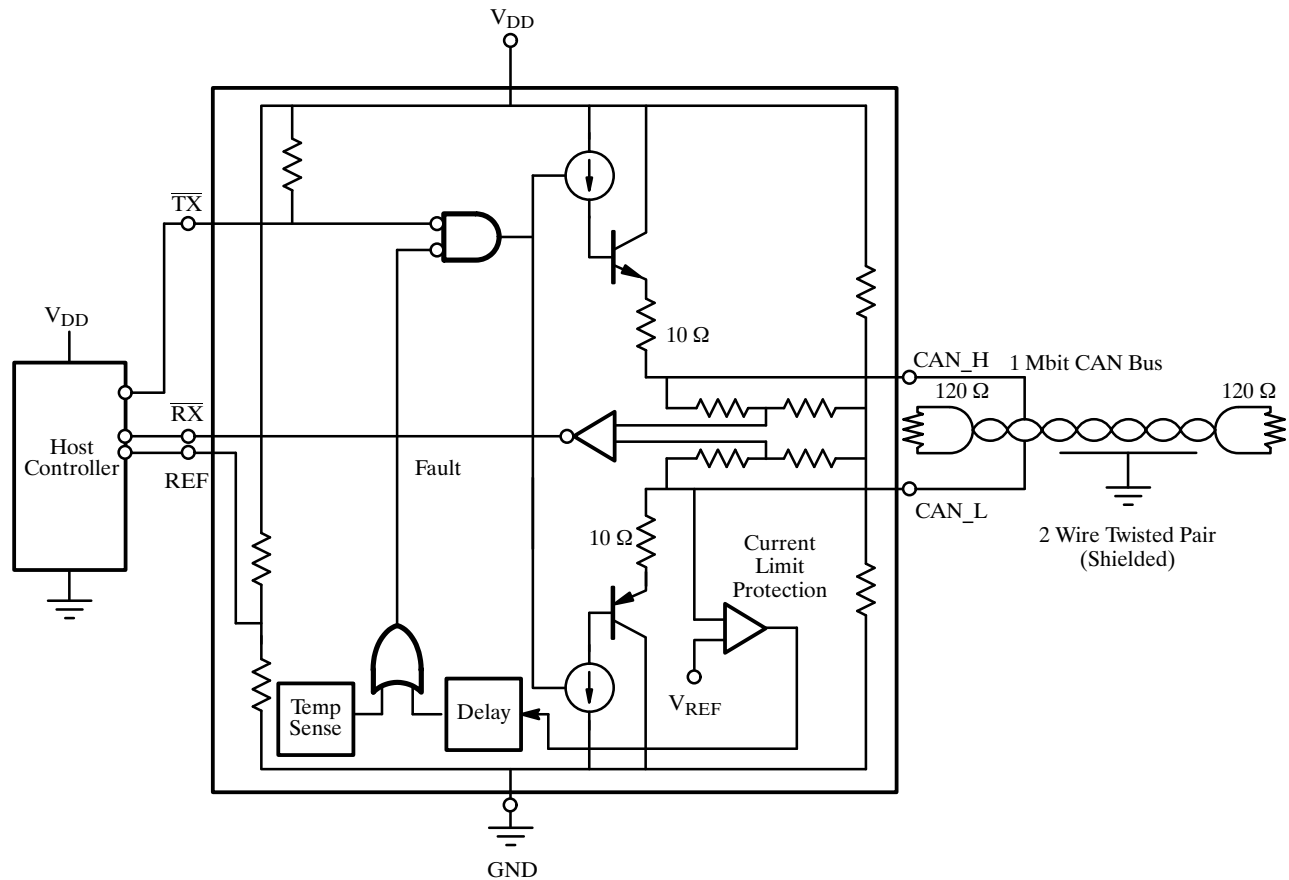 VDD
TX
VDD
10 Ω
CAN_H
1 Mbit CAN Bus
120 Ω
120 Ω
RX
Host
Controller
Fault
REF
CAN_L
10 Ω
Current
Limit
Protection
2 Wire Twisted Pair
(Shielded)
VREF
Temp
Sense
Delay
GND